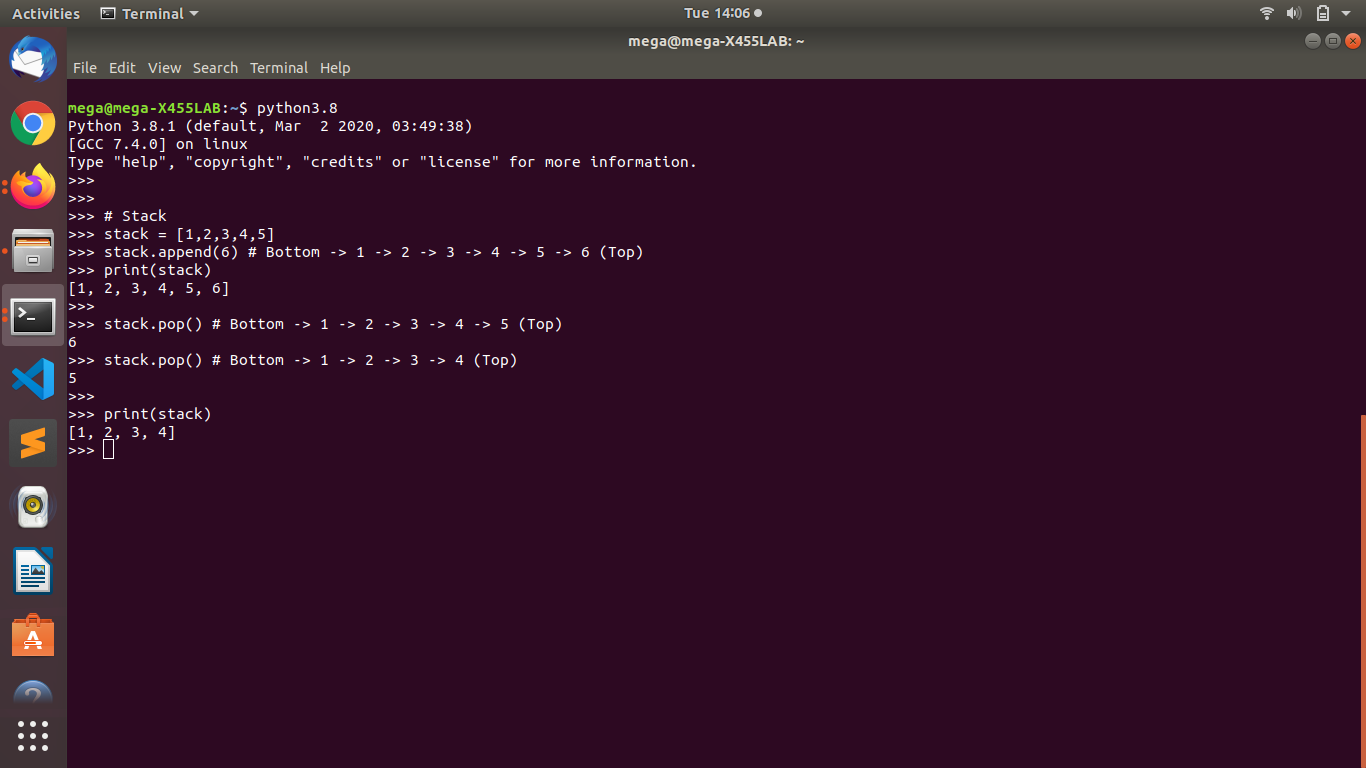 Activities Terminal Tue 14:06
mega@mega-X455LAB: ~
File Edit View Search Terminal Help
mega@mega-X455LAB:~$ python3.8
Python 3.8.1 (default, Mar  2 2020, 03:49:38)
[GCC 7.4.0] on linux
Type "help", "copyright", "credits" or "license" for more information.
>>>
>>>
>>> # Stack
>>> stack = [1,2,3,4,5]
>>> stack.append(6) # Bottom -> 1 -> 2 -> 3 -> 4 -> 5 -> 6 (Top)
>>> print(stack)
[1, 2, 3, 4, 5, 6]
>>>
>>> stack.pop() # Bottom -> 1 -> 2 -> 3 -> 4 -> 5 (Top)
6
>>> stack.pop() # Bottom -> 1 -> 2 -> 3 -> 4 (Top)
5
>>>
>>> print(stack)
[1, 2, 3, 4]
>>>